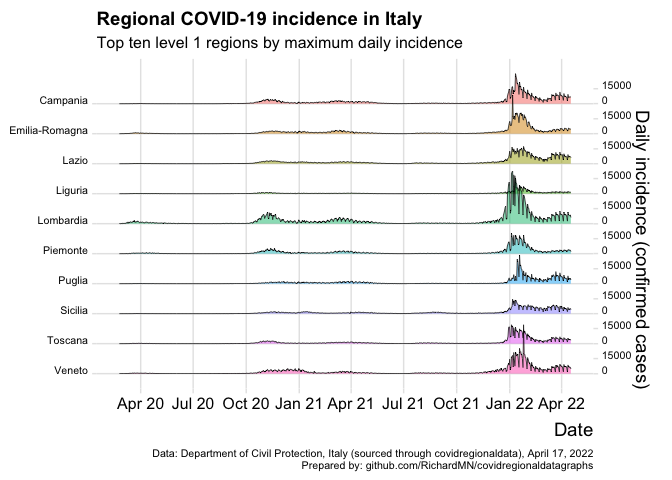 Regional COVID-19 incidence in Italy
Top ten level 1 regions by maximum daily incidence
Campania
Emilia-Romagna
Lazio
Liguria
Lombardia
Piemonte
Puglia
Sicilia
Toscana
Veneto
15000
0
15000
0
15000
0
15000
0
15000
0
15000
0
15000
0
15000
0
15000
0
15000
0
Daily incidence (confirmed cases)
Apr 20 Jul 20 Oct 20 Jan 21 Apr 21 Jul 21 Oct 21 Jan 22 Apr 22
Date
Data: Department of Civil Protection, Italy (sourced through covidregionaldata), April 17, 2022
Prepared by: github.com/RichardMN/covidregionaldatagraphs